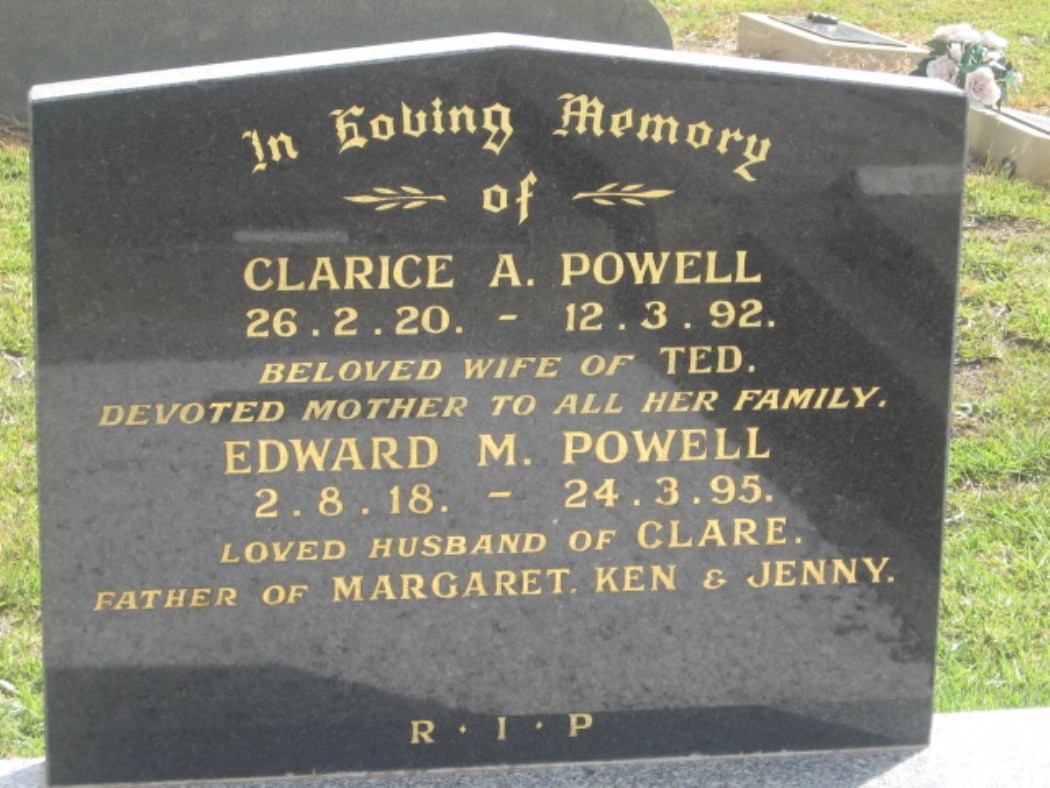 In Loving Memory
of
CLARICE A. POWELL
26.2.20. - 12.3.92.
BELOVED WIFE OF TED.
DEVOTED MOTHER TO ALL HER FAMILY.
EDWARD M. POWELL
2.8.18. - 24.3.95.
LOVED HUSBAND OF CLARE.
FATHER OF MARGARET. KEN & JENNY.
R·I·P